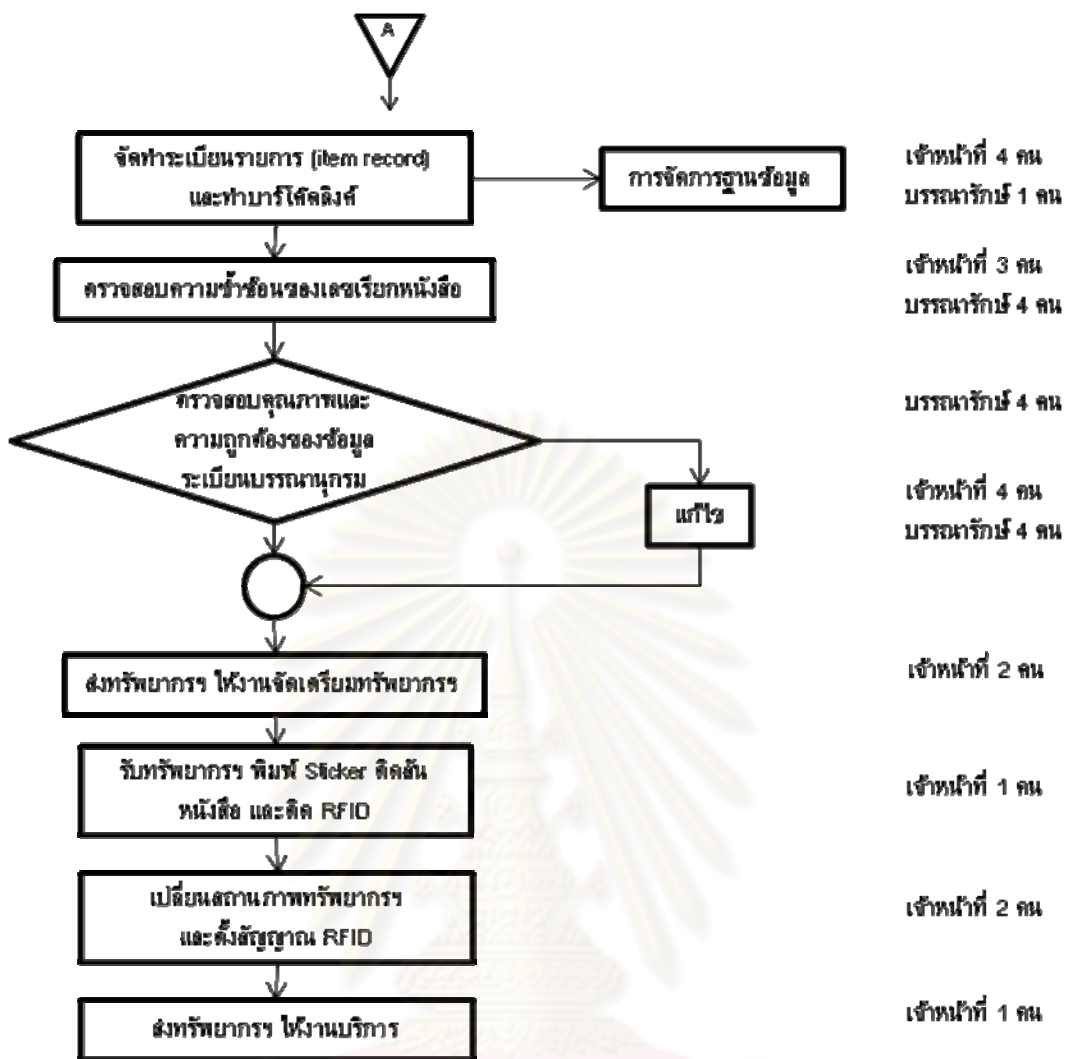 A
จัดทำระเบียนรายการ (item record)
และทำบาร์โค๊ดลิงค์
การจัดการฐานข้อมูล
เจ้าหน้าที่ 4 คน
บรรณารักษ์ 1 คน
ตรวจสอบความซ้ำซ้อนของเลขเรียกหนังสือ
เจ้าหน้าที่ 3 คน
บรรณารักษ์ 4 คน
ตรวจสอบคุณภาพและ
ความถูกต้องของข้อมูล
ระเบียนบรรณานุกรม
บรรณารักษ์ 4 คน
แก้ไข
เจ้าหน้าที่ 4 คน
บรรณารักษ์ 4 คน
ส่งทรัพยากรฯ ให้งานจัดเตรียมทรัพยากรฯ
เจ้าหน้าที่ 2 คน
รับทรัพยากรฯ พิมพ์ Sticker ติดสัน
หนังสือ และติด RFID
เจ้าหน้าที่ 1 คน
เปลี่ยนสถานภาพทรัพยากรฯ
และตั้งสัญญาณ RFID
เจ้าหน้าที่ 2 คน
ส่งทรัพยากรฯ ให้งานบริการ
เจ้าหน้าที่ 1 คน